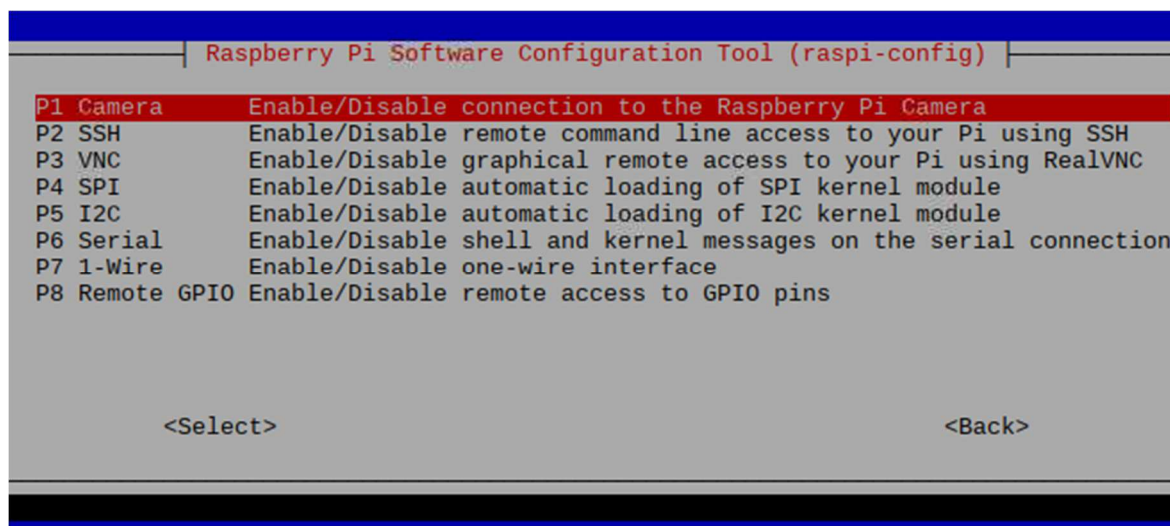 Raspberry Pi Software Configuration Tool (raspi-config)
P1 Camera Enable/Disable connection to the Raspberry Pi Camera
P2 SSH Enable/Disable remote command line access to your Pi using SSH
P3 VNC Enable/Disable graphical remote access to your Pi using RealVNC
P4 SPI Enable/Disable automatic loading of SPI kernel module
P5 I2C Enable/Disable automatic loading of I2C kernel module
P6 Serial Enable/Disable shell and kernel messages on the serial connection
P7 1-Wire Enable/Disable one-wire interface
P8 Remote GPIO Enable/Disable remote access to GPIO pins
<Select> <Back>